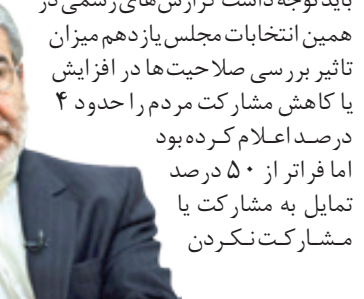 باید توجه داست گزارش‌های رسمی در
همین انتخابات مجلس یازدهم میزان
تاثیر بررسی صلاحیت‌ها در افزایش
یا کاهش مشارکت مردم را حدود ۴
درصد اعلام کرده بود
اما فراتر از ۵۰ درصد
تمایل به مشارکت یا
مشارکت نکردن